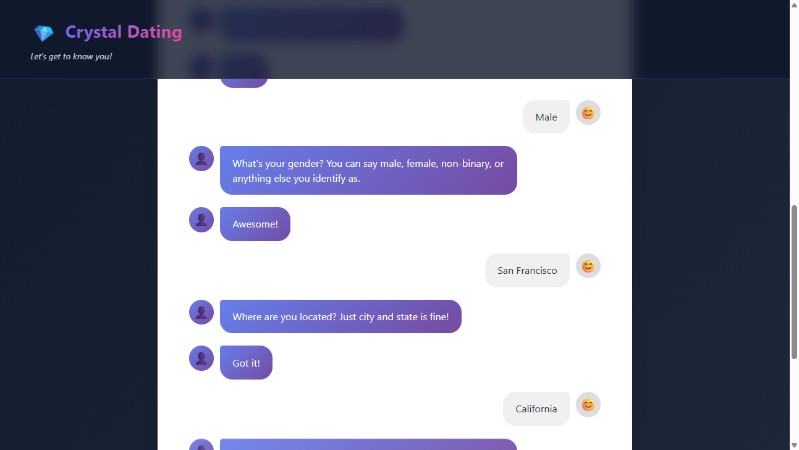 Crystal Dating
Let's get to know you!
Male
What's your gender? You can say male, female, non-binary, or
anything else you identify as.
Awesome!
San Francisco
Where are you located? Just city and state is fine!
Got it!
California